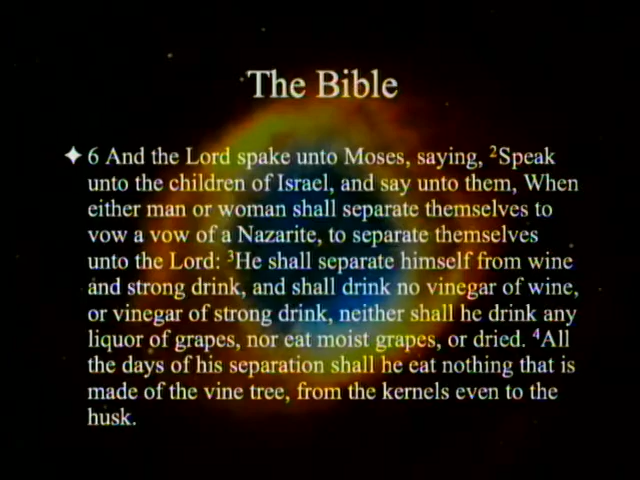 The Bible
✦ 6 And the Lord spake unto Moses, saying, ²Speak
unto the children of Israel, and say unto them, When
either man or woman shall separate themselves to
vow a vow of a Nazarite, to separate themselves
unto the Lord: ³He shall separate himself from wine
and strong drink, and shall drink no vinegar of wine,
or vinegar of strong drink, neither shall he drink any
liquor of grapes, nor eat moist grapes, or dried. ⁴All
the days of his separation shall he eat nothing that is
made of the vine tree, from the kernels even to the
husk.